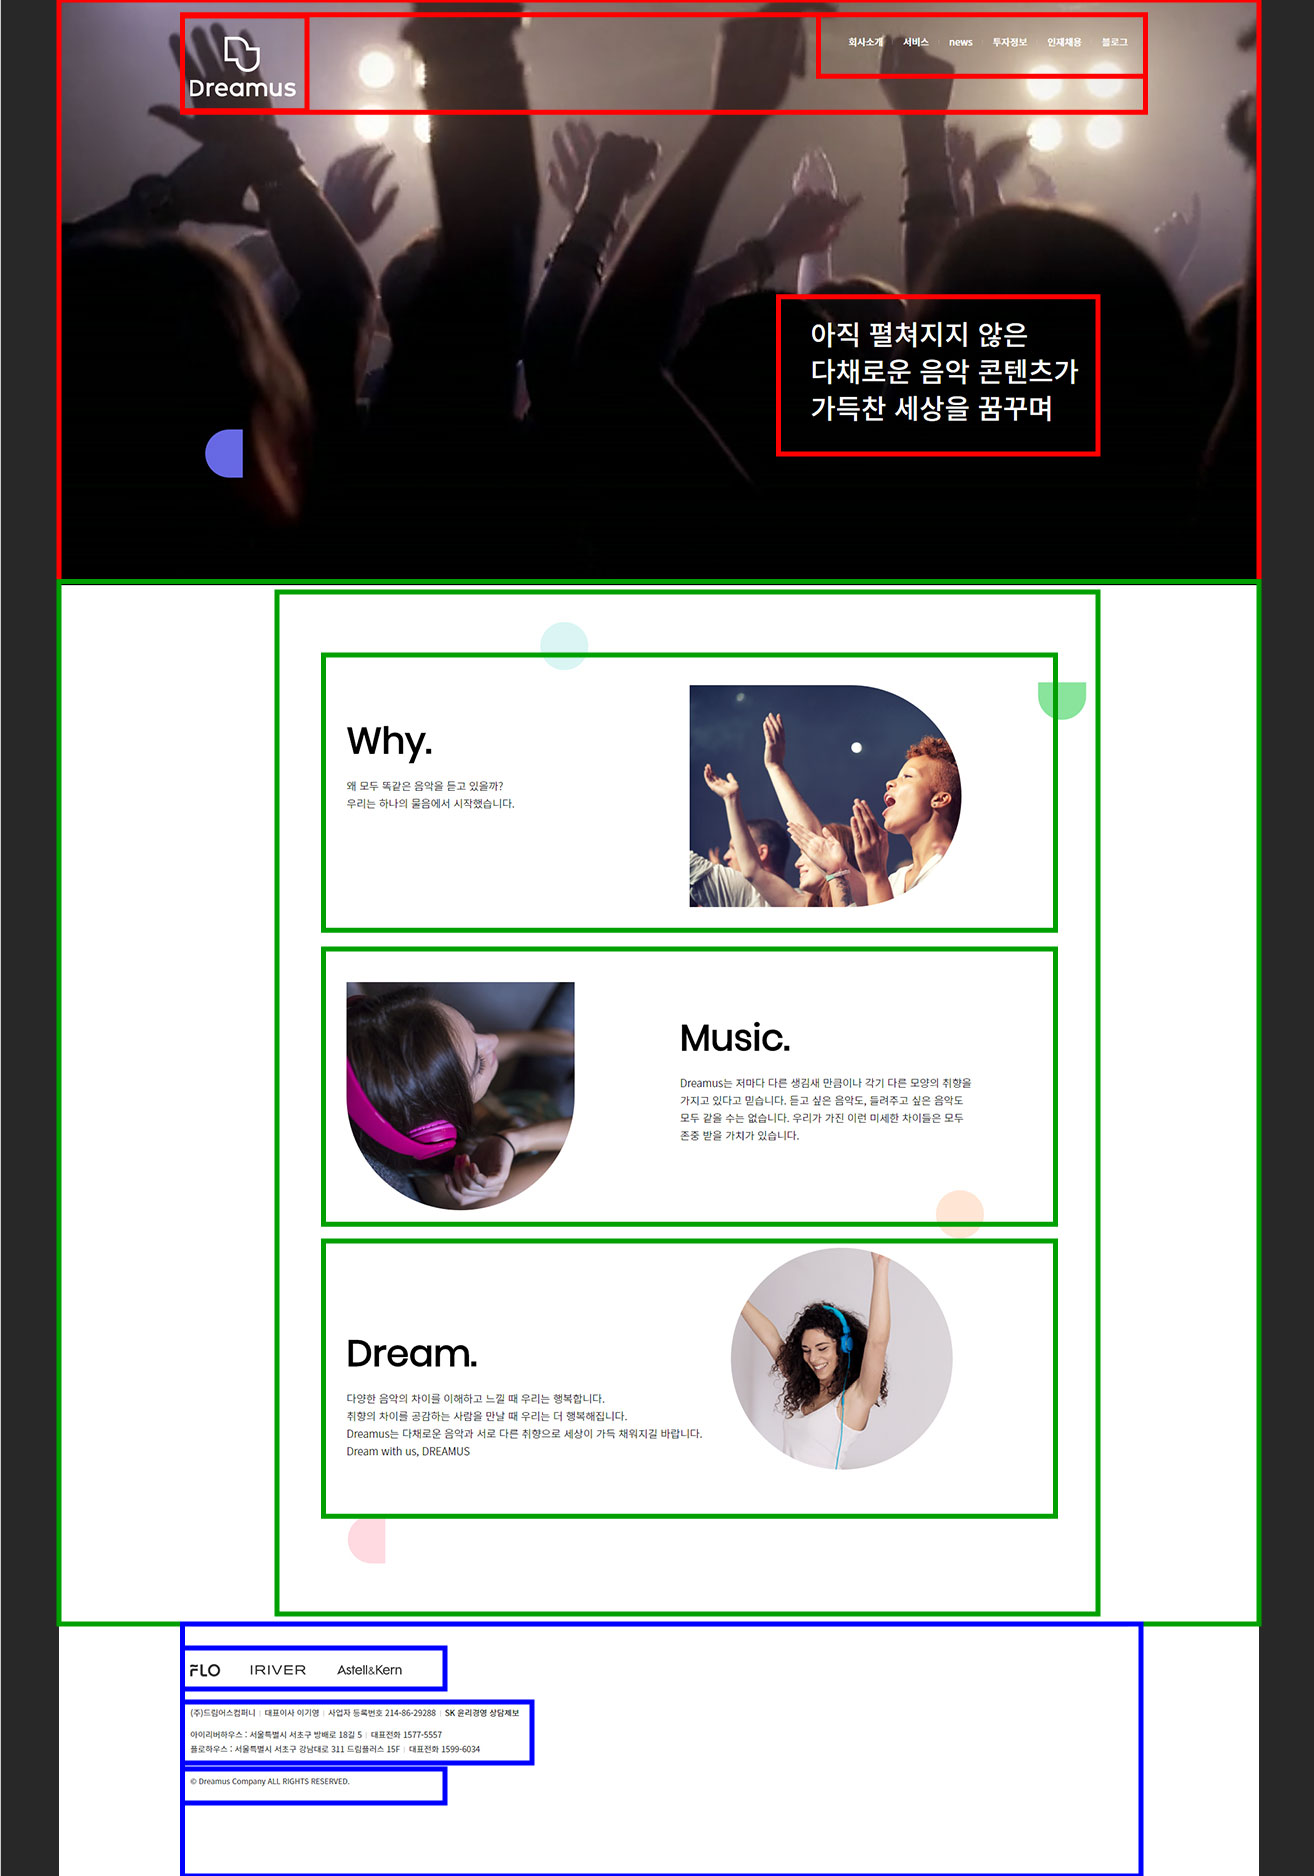 Dreamus
회사소개 서비스 news 투자정보 인재채용 블로그
아직 펼쳐지지 않은
다채로운 음악 콘텐츠가
가득찬 세상을 꿈꾸며
Why.
왜 모두 똑같은 음악을 듣고 있을까?
우리는 하나의 물음에서 시작했습니다.
Music.
Dreamus는 저마다 다른 생김새 만큼이나 각기 다른 모양의 취향을
가지고 있다고 믿습니다. 듣고 싶은 음악도, 들려주고 싶은 음악도
모두 같을 수는 없습니다. 우리가 가진 이런 미세한 차이들은 모두
존중 받을 가치가 있습니다.
Dream.
다양한 음악의 차이를 이해하고 느낄 때 우리는 행복합니다.
취향의 차이를 공감하는 사람을 만날 때 우리는 더 행복해집니다.
Dreamus는 다채로운 음악과 서로 다른 취향으로 세상이 가득 채워지길 바랍니다.
Dream with us, DREAMUS
FLO IRIVER Astell&Kern
(주)드림어스컴퍼니 | 대표이사 이기영 | 사업자 등록번호 214-86-29288 | SK 윤리경영 상담제보
아이리버하우스 : 서울특별시 서초구 방배로 18길 5 | 대표전화 1577-5557
플로하우스 : 서울특별시 서초구 강남대로 311 드림플러스 15F | 대표전화 1599-6034
© Dreamus Company ALL RIGHTS RESERVED.